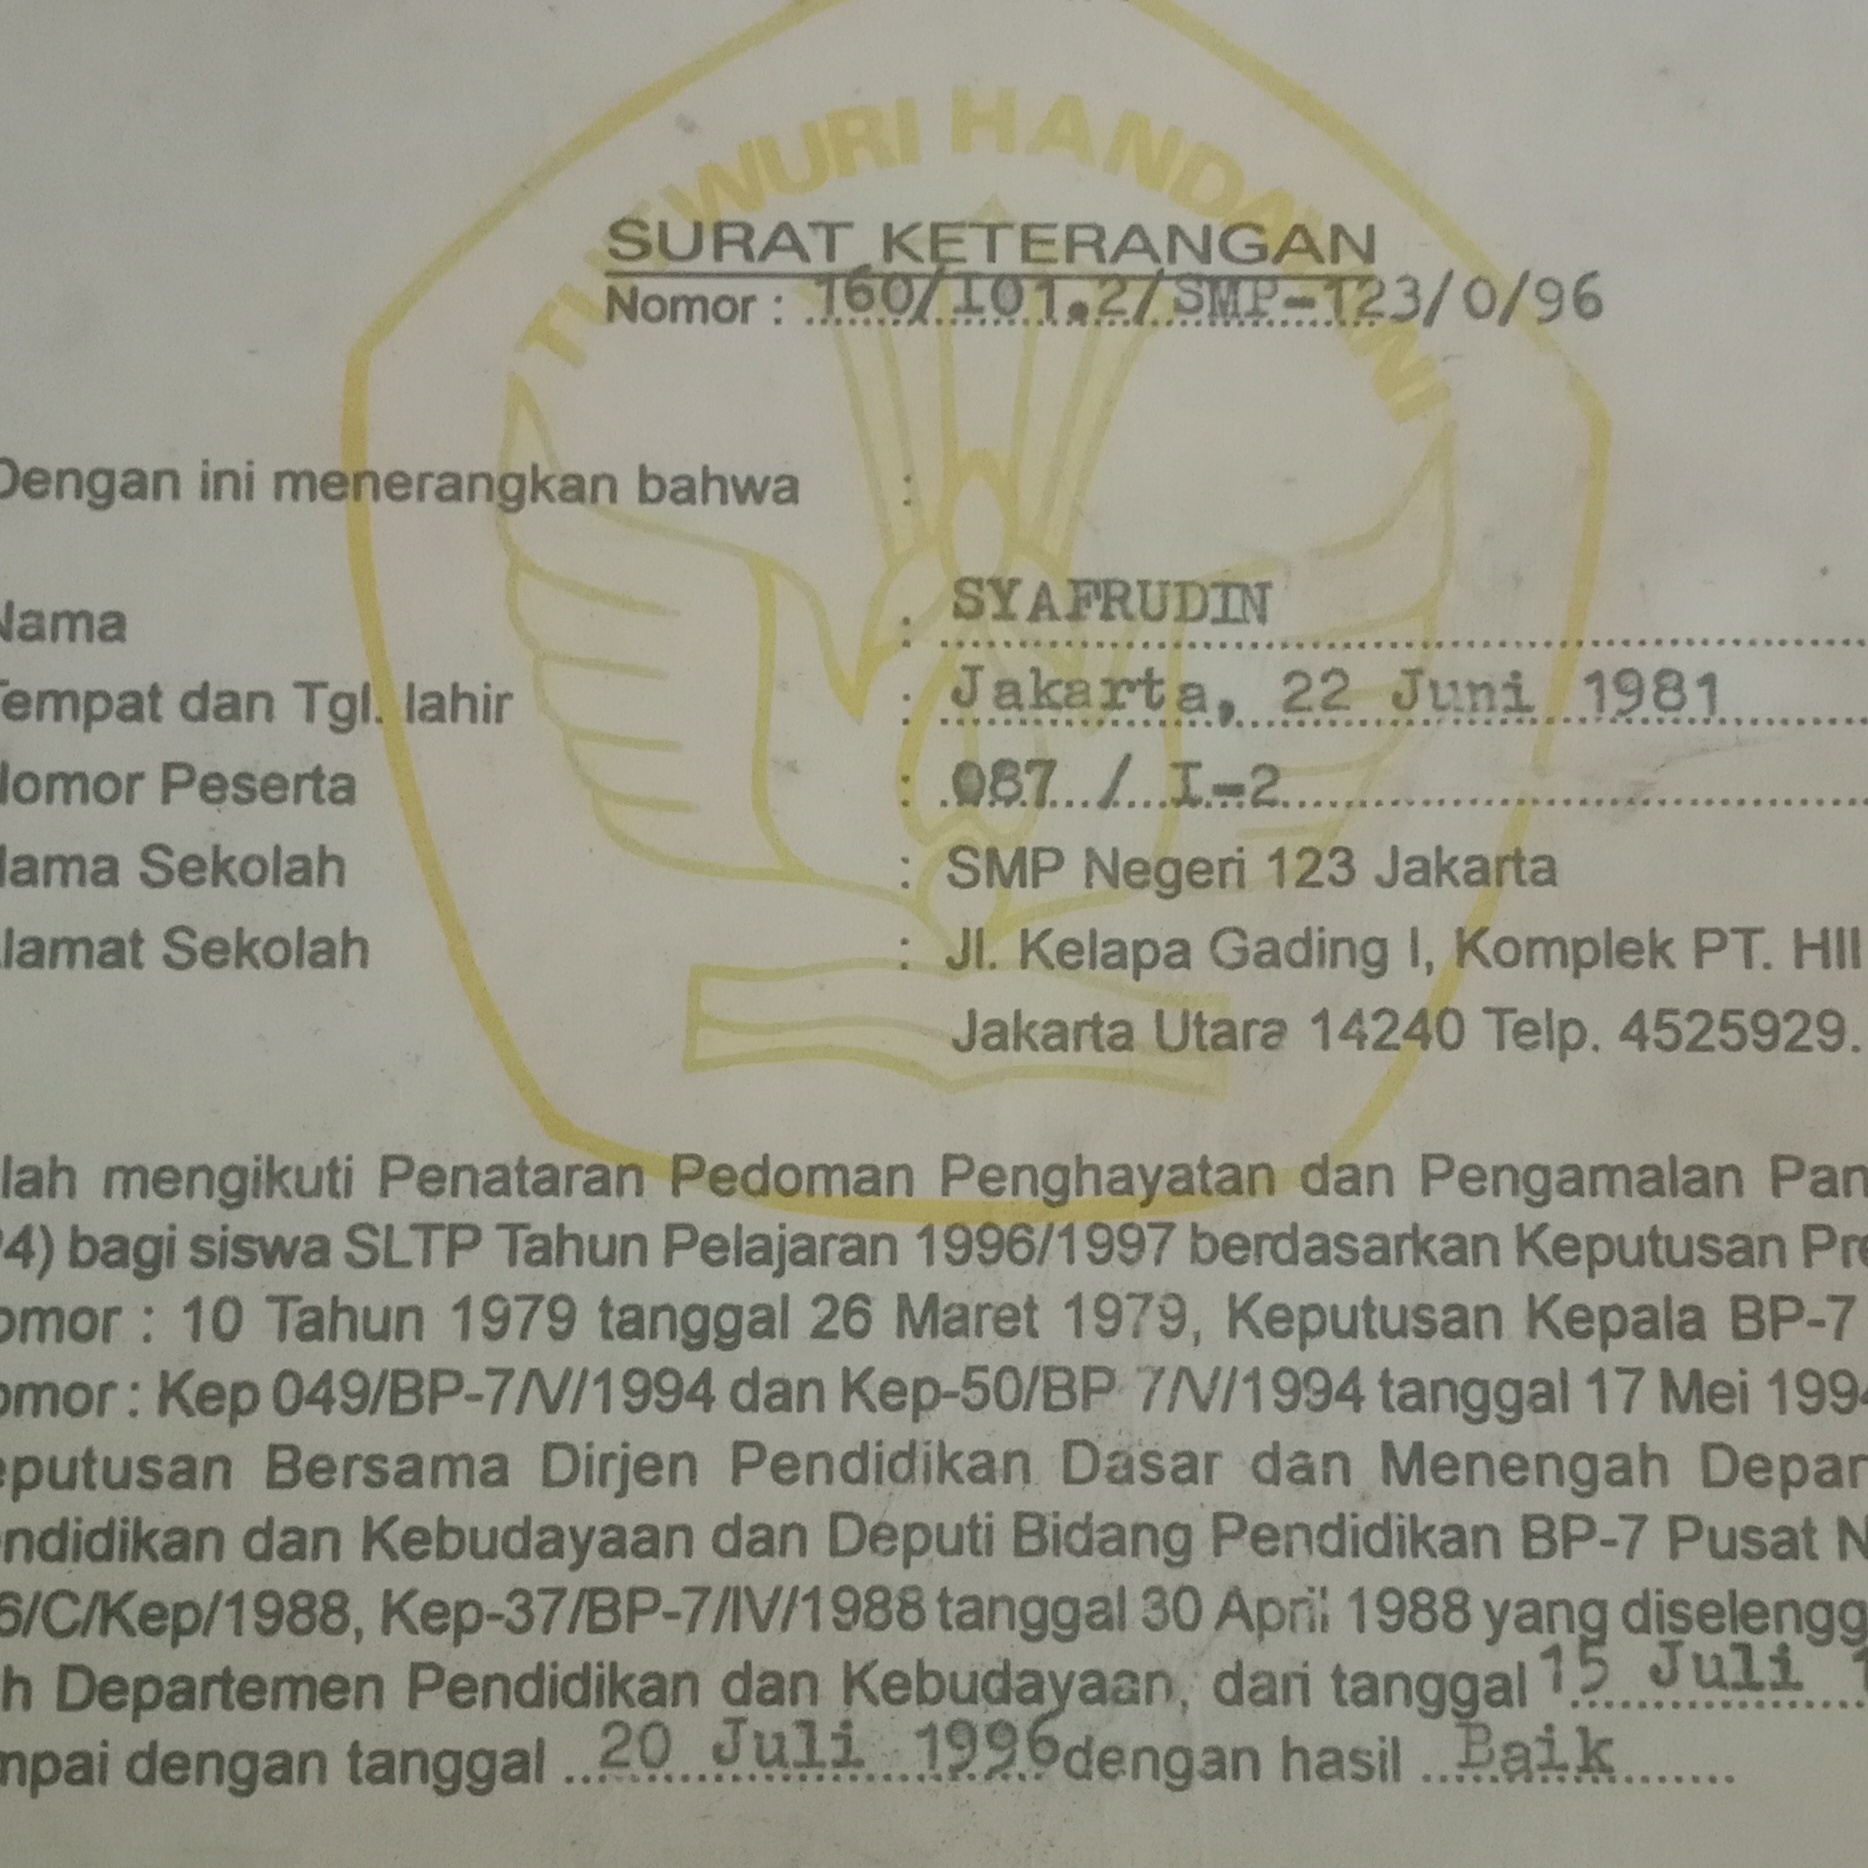 TUT WURI HANDAYANI
SURAT KETERANGAN
Nomor : 160/I01.2/SMP-123/O/96
Dengan ini menerangkan bahwa :
Nama : SYAFRUDIN
Tempat dan Tgl. lahir : Jakarta, 22 Juni 1981
Nomor Peserta : 087 / I-2
Nama Sekolah : SMP Negeri 123 Jakarta
Alamat Sekolah : Jl. Kelapa Gading I, Komplek PT. HII
Jakarta Utara 14240 Telp. 4525929.
lah mengikuti Penataran Pedoman Penghayatan dan Pengamalan Pan
P4) bagi siswa SLTP Tahun Pelajaran 1996/1997 berdasarkan Keputusan Pre
omor : 10 Tahun 1979 tanggal 26 Maret 1979, Keputusan Kepala BP-7
omor : Kep 049/BP-7/V/1994 dan Kep-50/BP 7/V/1994 tanggal 17 Mei 1994
eputusan Bersama Dirjen Pendidikan Dasar dan Menengah Depar
endidikan dan Kebudayaan dan Deputi Bidang Pendidikan BP-7 Pusat N
6/C/Kep/1988, Kep-37/BP-7/IV/1988 tanggal 30 April 1988 yang diselengg
h Departemen Pendidikan dan Kebudayaan, dari tanggal 15 Juli 1
mpai dengan tanggal 20 Juli 1996 dengan hasil Baik